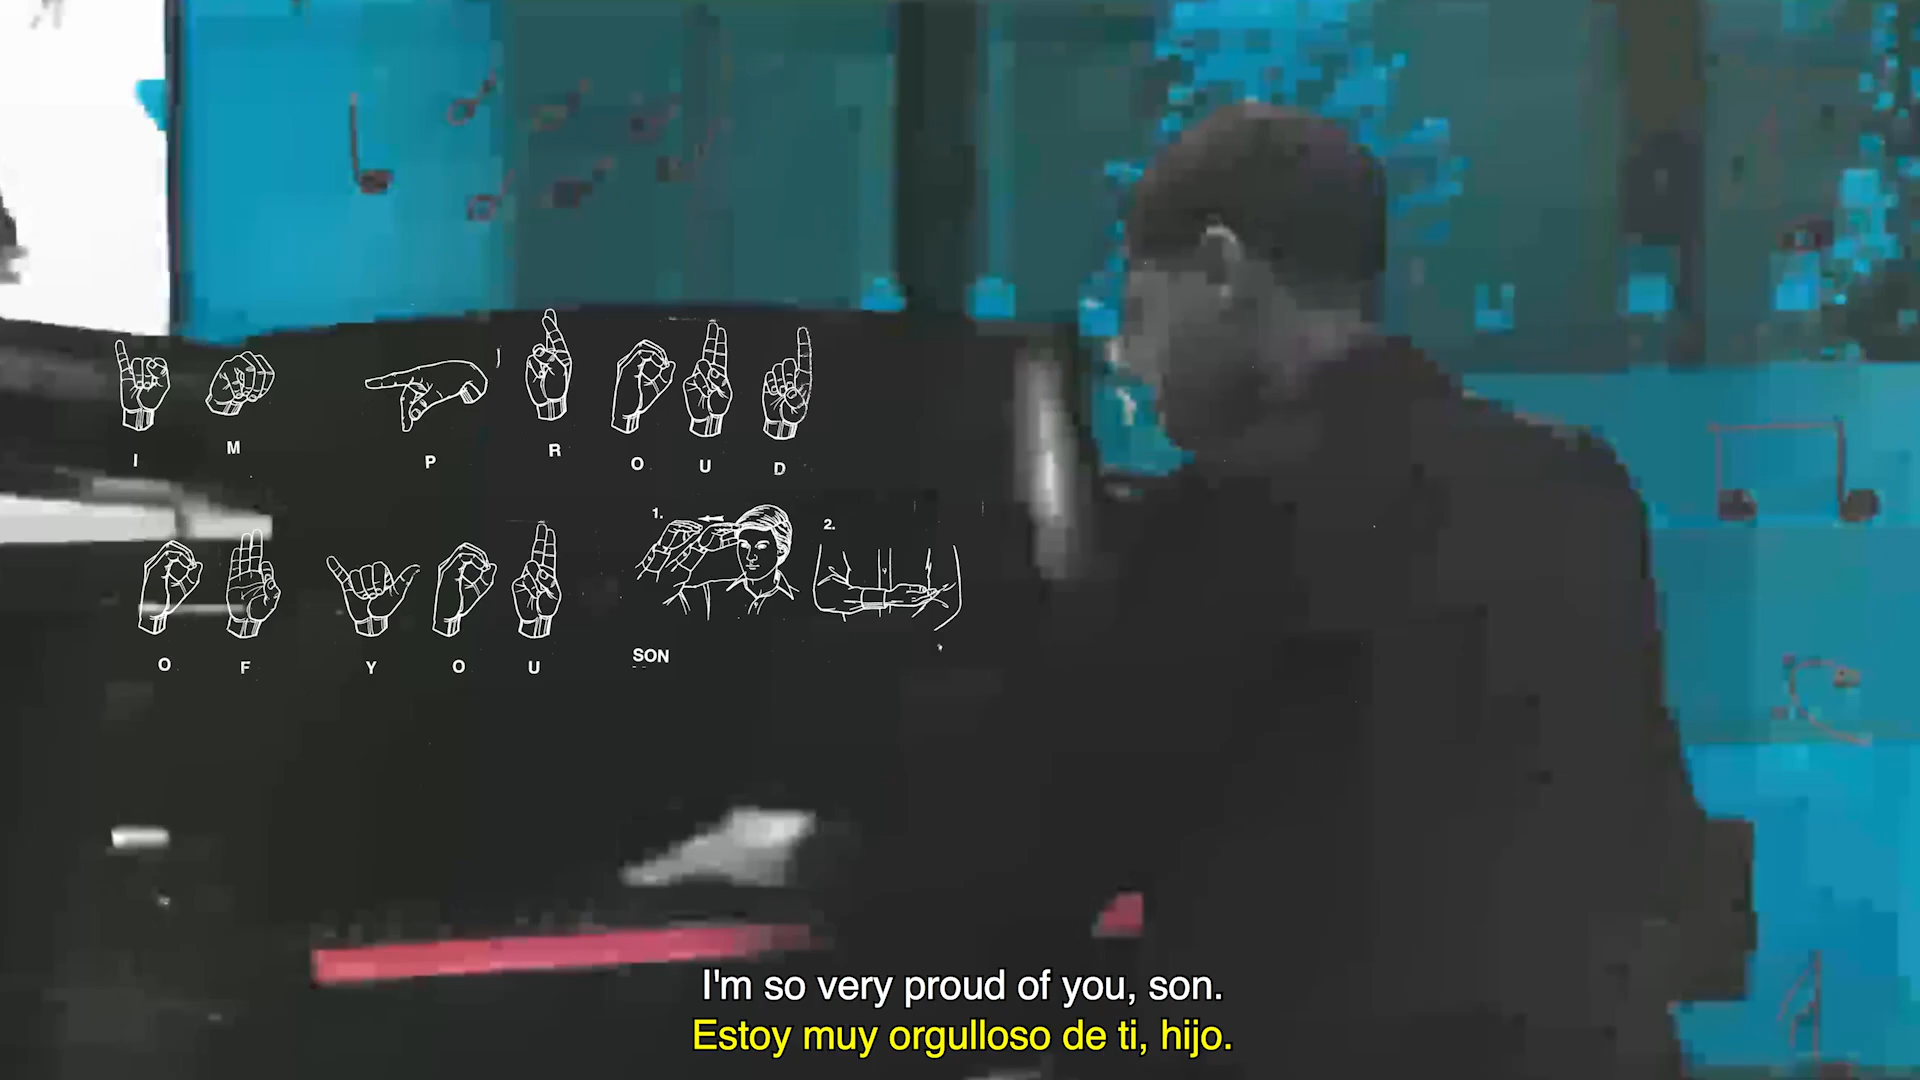 I M P R O U D
1. 2.
O F Y O U SON
I'm so very proud of you, son.
Estoy muy orgulloso de ti, hijo.